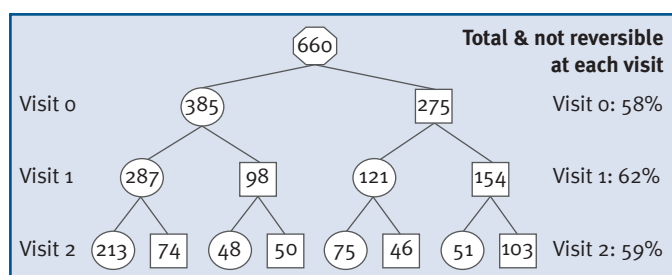 660 Total & not reversible
at each visit
Visit 0 385 275 Visit 0: 58%
Visit 1 287 98 121 154 Visit 1: 62%
Visit 2 213 74 48 50 75 46 51 103 Visit 2: 59%